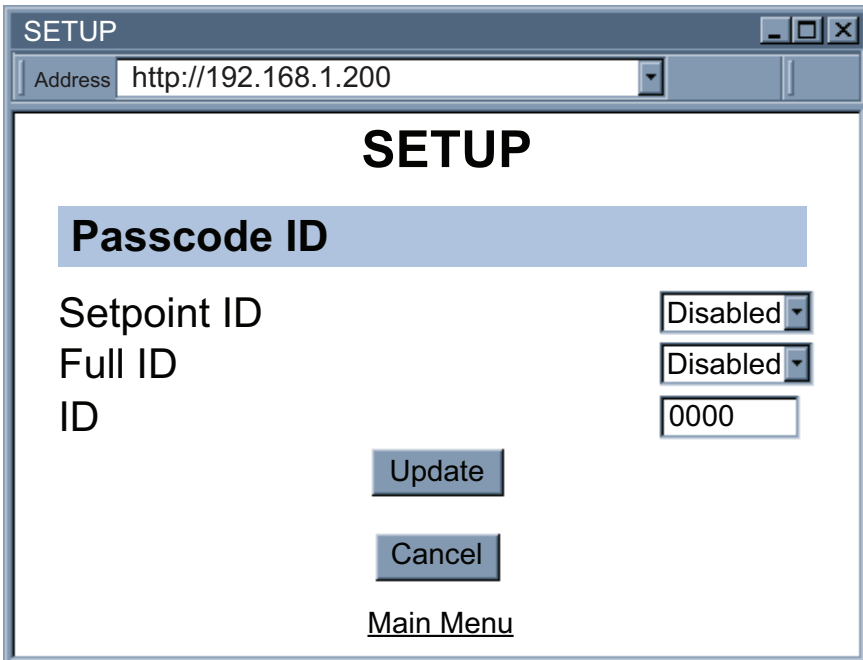 SETUP
Address http://192.168.1.200
SETUP
Passcode ID
Setpoint ID Disabled
Full ID Disabled
ID 0000
Update
Cancel
Main Menu